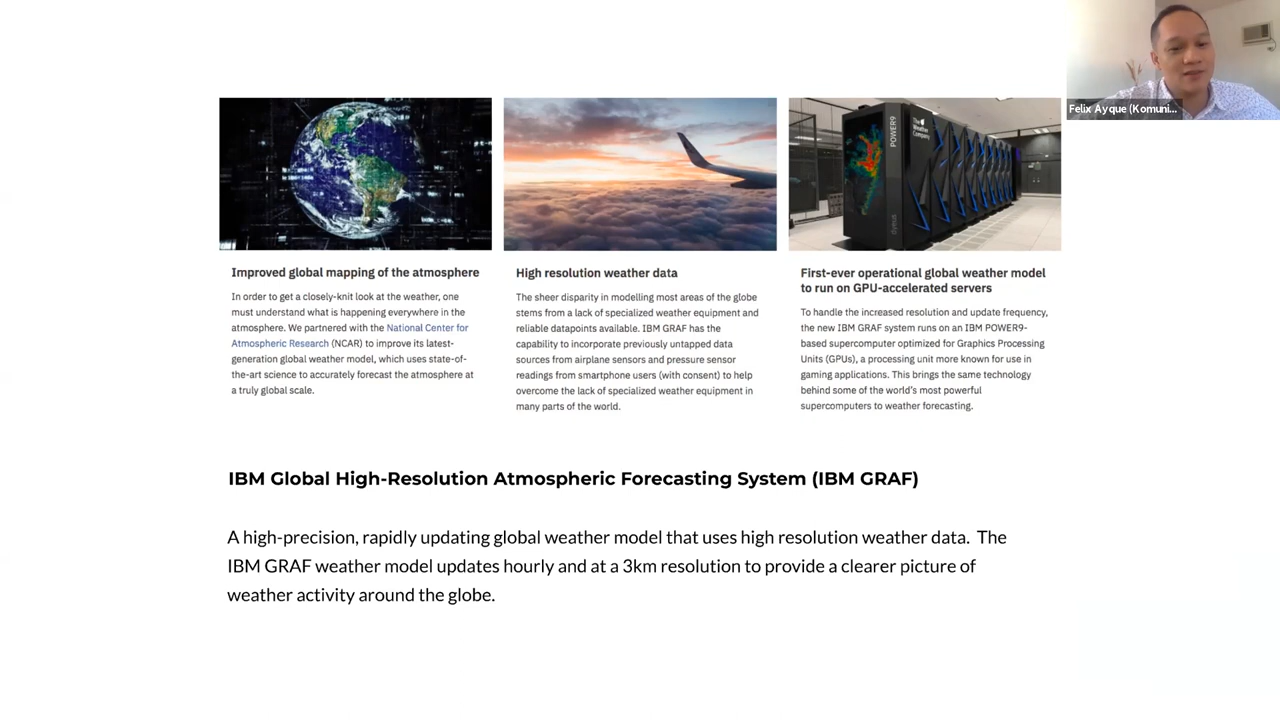 Felix Ayque (Komuni...
The Weather
Company
POWER9
Improved global mapping of the atmosphere
In order to get a closely-knit look at the weather, one
must understand what is happening everywhere in the
atmosphere. We partnered with the National Center for
Atmospheric Research (NCAR) to improve its latest-
generation global weather model, which uses state-of-
the-art science to accurately forecast the atmosphere at
a truly global scale.
High resolution weather data
The sheer disparity in modelling most areas of the globe
stems from a lack of specialized weather equipment and
reliable datapoints available. IBM GRAF has the
capability to incorporate previously untapped data
sources from airplane sensors and pressure sensor
readings from smartphone users (with consent) to help
overcome the lack of specialized weather equipment in
many parts of the world.
First-ever operational global weather model
to run on GPU-accelerated servers
To handle the increased resolution and update frequency,
the new IBM GRAF system runs on an IBM POWER9-
based supercomputer optimized for Graphics Processing
Units (GPUs), a processing unit more known for use in
gaming applications. This brings the same technology
behind some of the world's most powerful
supercomputers to weather forecasting.
IBM Global High-Resolution Atmospheric Forecasting System (IBM GRAF)
A high-precision, rapidly updating global weather model that uses high resolution weather data. The
IBM GRAF weather model updates hourly and at a 3km resolution to provide a clearer picture of
weather activity around the globe.